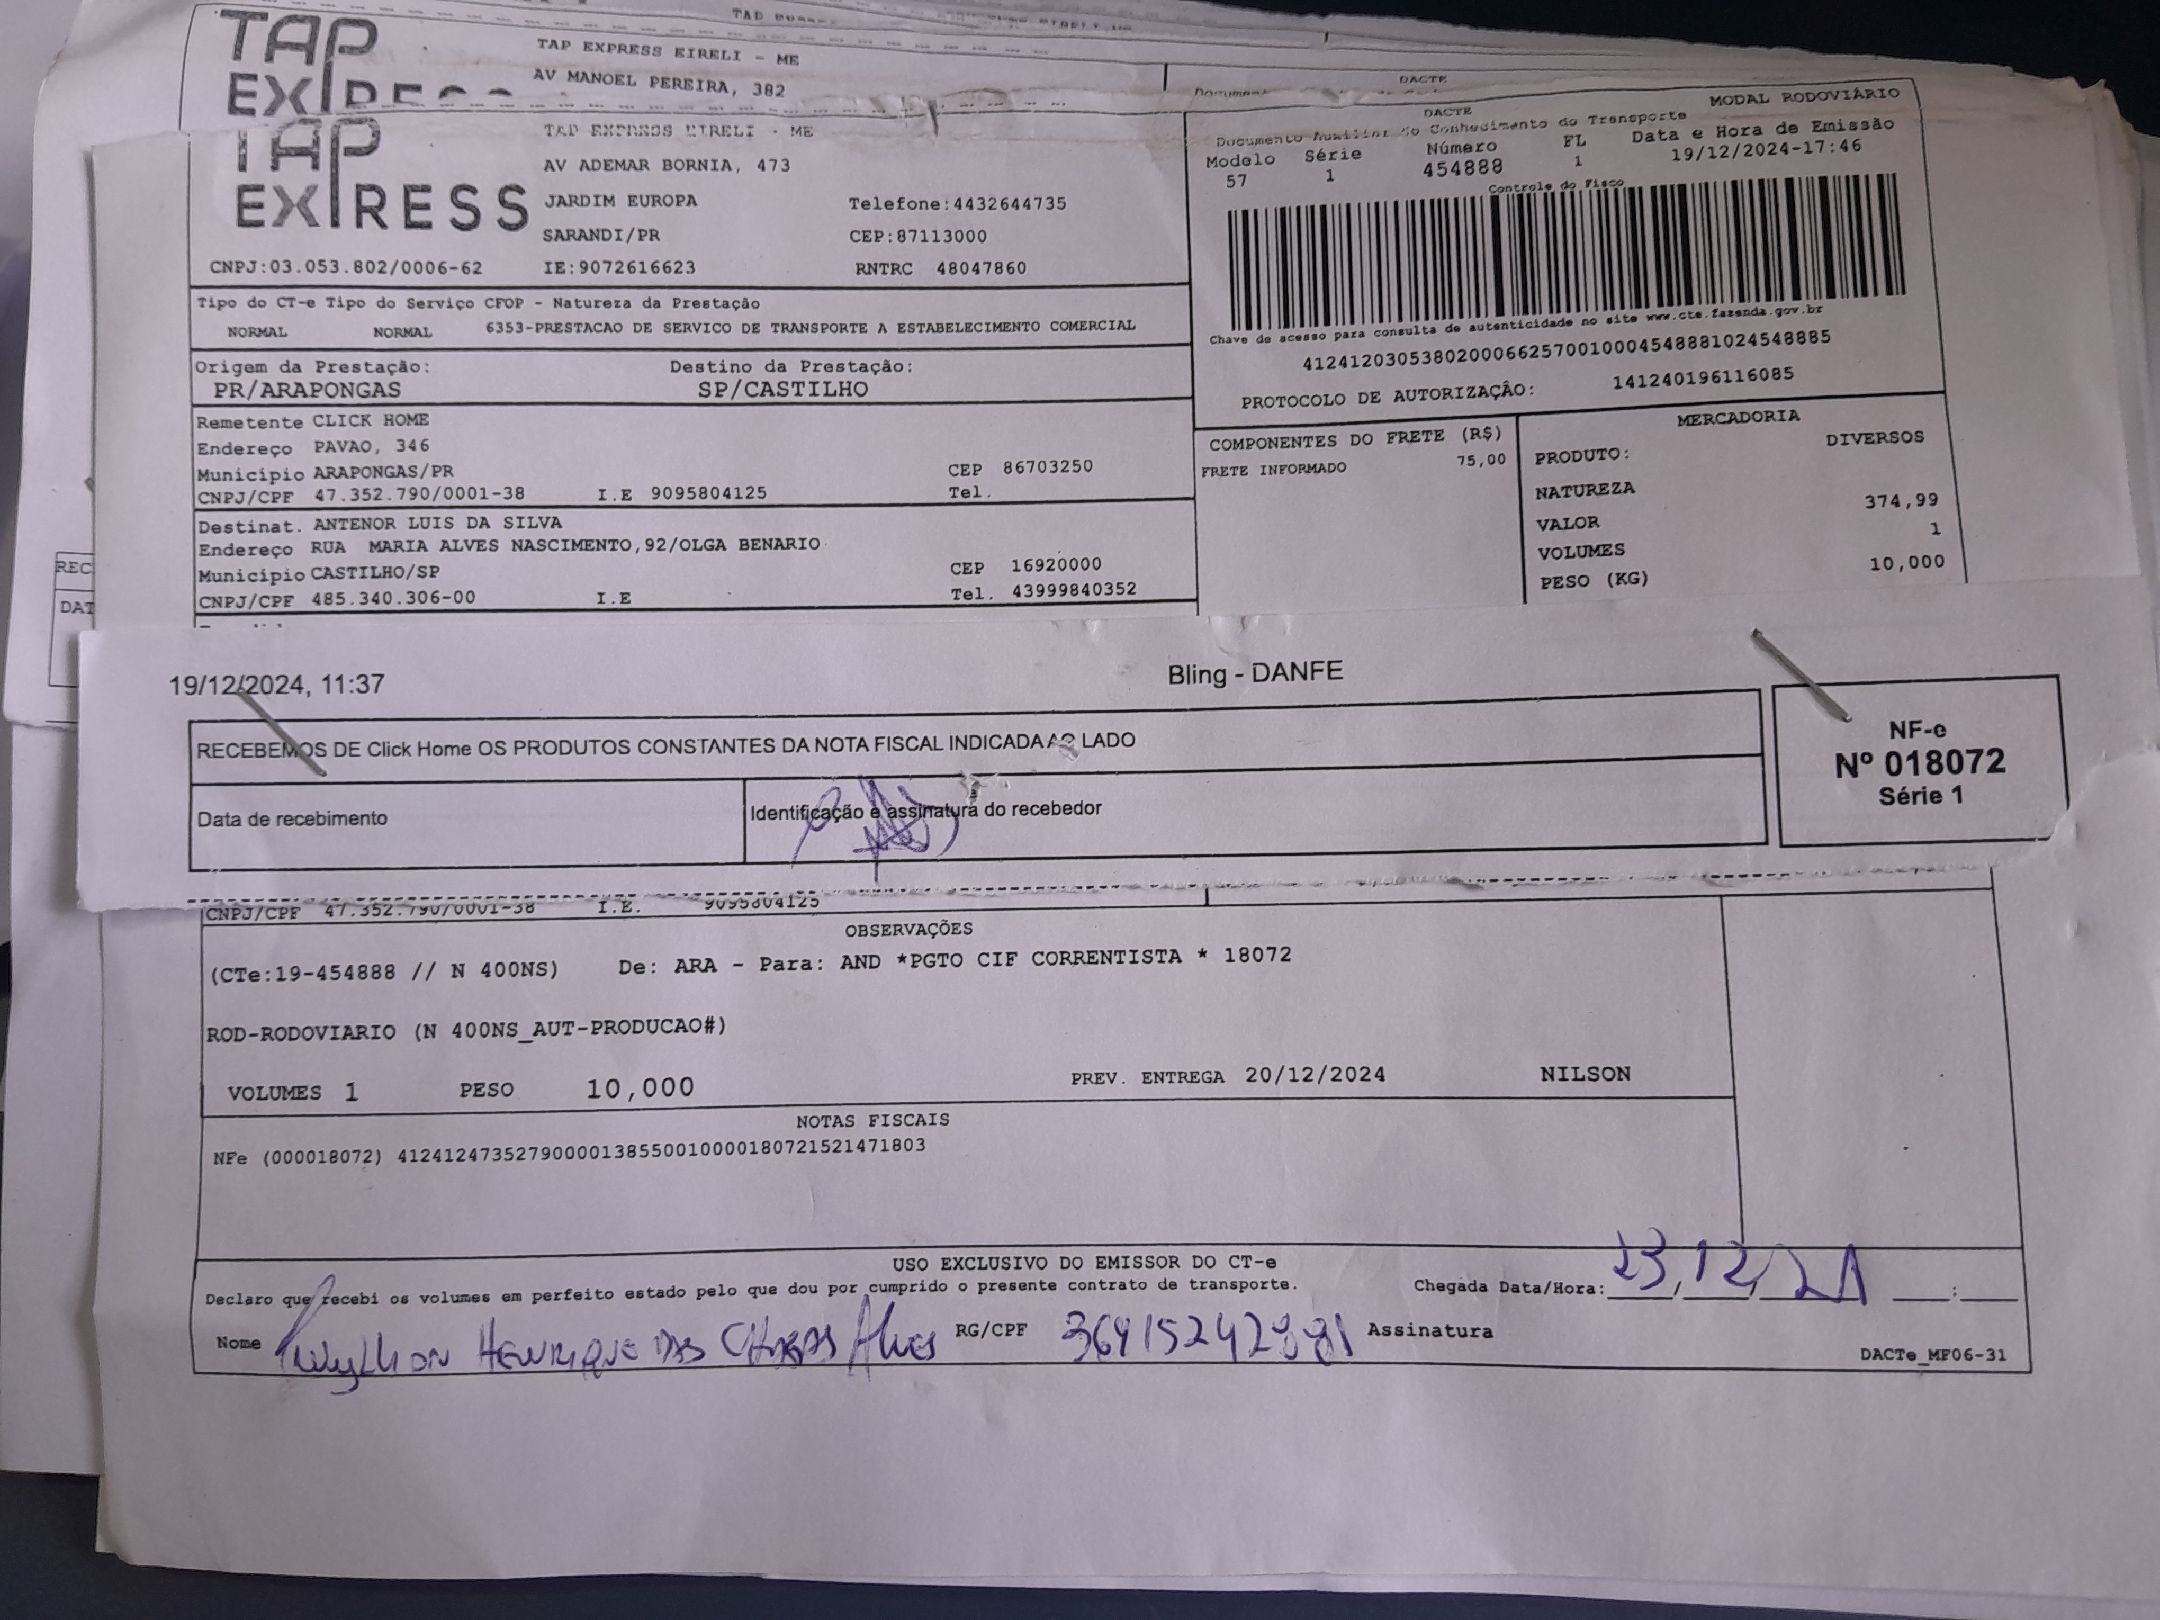 TAP
TAP EXPRESS EIRELI - ME
AV MANOEL PEREIRA, 382
DACTE
TAP
EXPRESS
TAP EXPRESS EIRELI - ME
AV ADEMAR BORNIA, 473
JARDIM EUROPA Telefone:4432644735
SARANDI/PR CEP:87113000
CNPJ:03.053.802/0006-62 IE:9072616623 RNTRC 48047860
DACTE MODAL RODOVIÁRIO
Documento Auxiliar do Conhecimento do Transporte
Modelo Série Número FL Data e Hora de Emissão
57 1 454888 1 19/12/2024-17:46
Controle do Fisco
Chave de acesso para consulta de autenticidade no site www.cte.fazenda.gov.br
41241203053802000662570010004548881024548885
PROTOCOLO DE AUTORIZAÇÃO: 141240196116085
Tipo do CT-e Tipo do Serviço CFOP - Natureza da Prestação
NORMAL NORMAL 6353-PRESTACAO DE SERVICO DE TRANSPORTE A ESTABELECIMENTO COMERCIAL
Origem da Prestação: Destino da Prestação:
PR/ARAPONGAS SP/CASTILHO
Remetente CLICK HOME
Endereço PAVAO, 346
Município ARAPONGAS/PR CEP 86703250
CNPJ/CPF 47.352.790/0001-38 I.E 9095804125 Tel.
Destinat. ANTENOR LUIS DA SILVA
Endereço RUA MARIA ALVES NASCIMENTO,92/OLGA BENARIO
Município CASTILHO/SP CEP 16920000
CNPJ/CPF 485.340.306-00 I.E Tel. 43999840352
COMPONENTES DO FRETE (R$)
FRETE INFORMADO 75,00
MERCADORIA
PRODUTO: DIVERSOS
NATUREZA
VALOR 374,99
VOLUMES 1
PESO (KG) 10,000
REC
DAT
19/12/2024, 11:37 Bling - DANFE
RECEBEMOS DE Click Home OS PRODUTOS CONSTANTES DA NOTA FISCAL INDICADA AO LADO
Data de recebimento Identificação e assinatura do recebedor
NF-e
Nº 018072
Série 1
CNPJ/CPF 47.352.790/0001-38 I.E. 9095804125
OBSERVAÇÕES
(CTe:19-454888 // N 400NS) De: ARA - Para: AND *PGTO CIF CORRENTISTA * 18072
ROD-RODOVIARIO (N 400NS_AUT-PRODUCAO#)
VOLUMES 1 PESO 10,000 PREV. ENTREGA 20/12/2024 NILSON
NOTAS FISCAIS
NFe (000018072) 41241247352790000138550010000180721521471803
USO EXCLUSIVO DO EMISSOR DO CT-e
Declaro que recebi os volumes em perfeito estado pelo que dou por cumprido o presente contrato de transporte. Chegada Data/Hora: 23,12,
Nome HENRIQUE DAS CHAGAS Alves RG/CPF Assinatura
DACTe_MF06-31